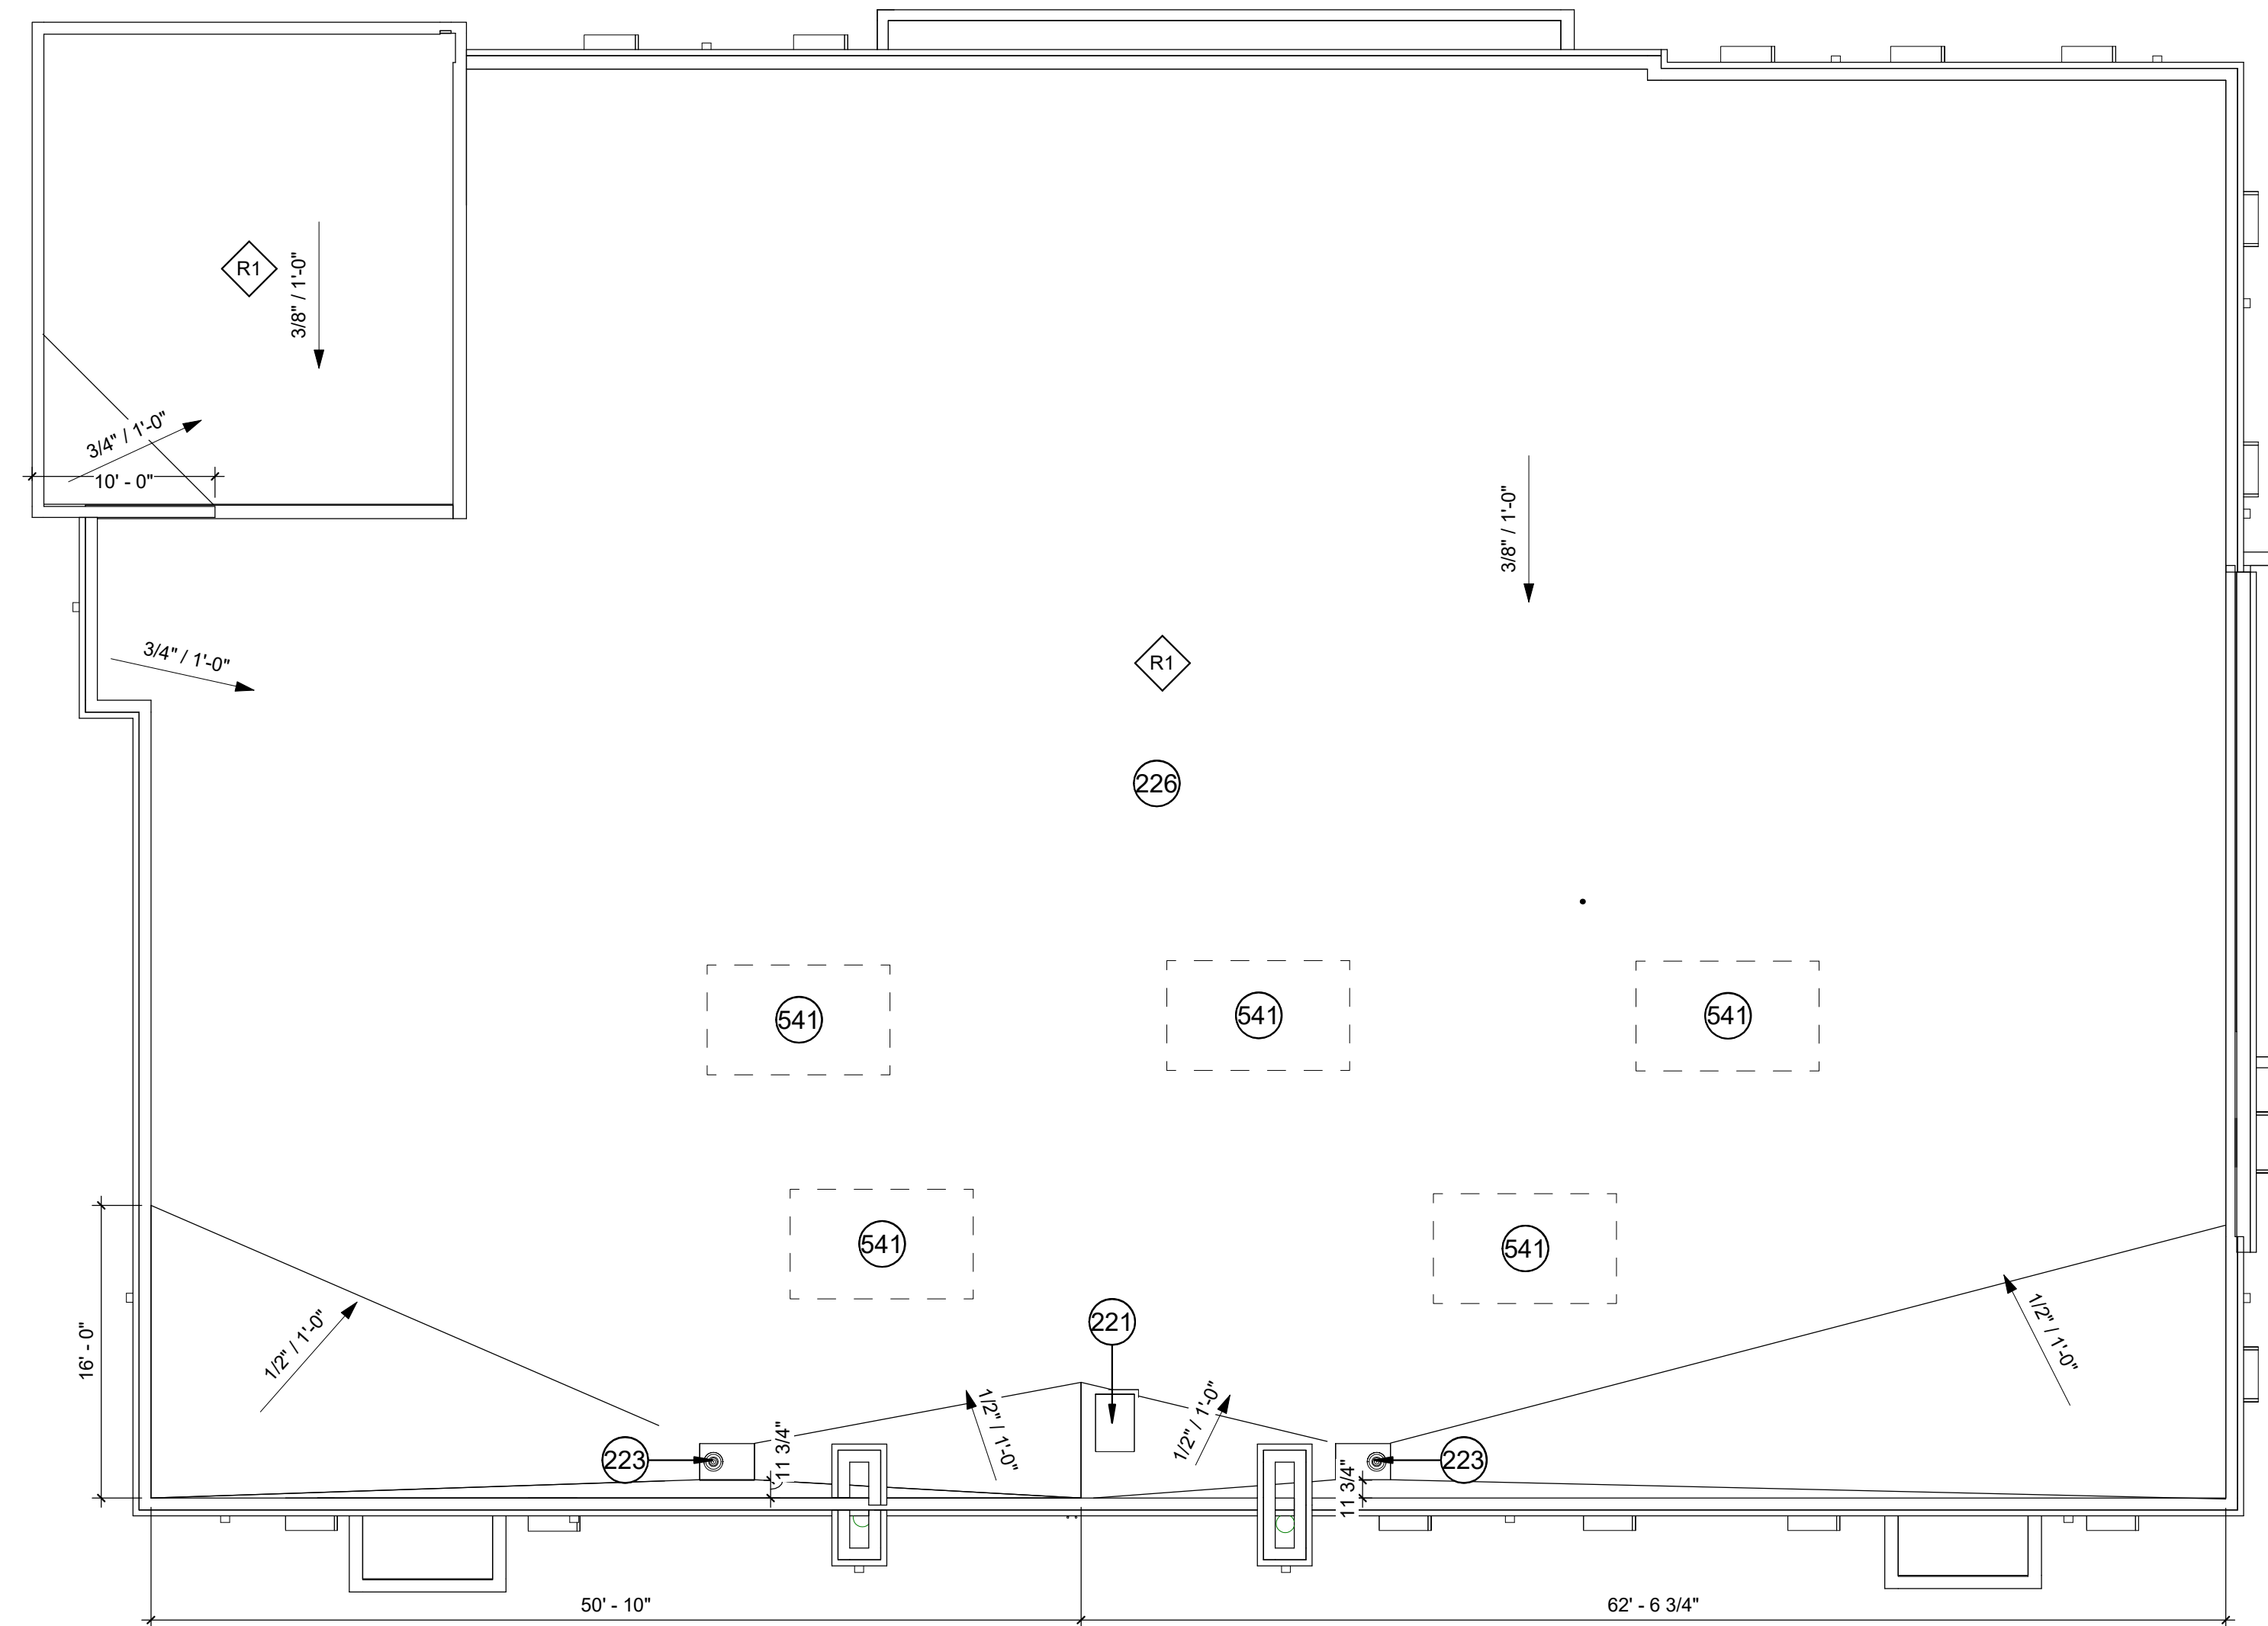 R1
3/8" / 1'-0"
3/4" / 1'-0"
10' - 0"
3/8" / 1'-0"
3/4" / 1'-0"
R1
226
541
541
541
541
541
16' - 0"
1/2" / 1'-0"
221
1/2" / 1'-0"
1/2" / 1'-0"
1/2" / 1'-0"
223
11 3/4"
11 3/4"
223
50' - 10"
62' - 6 3/4"